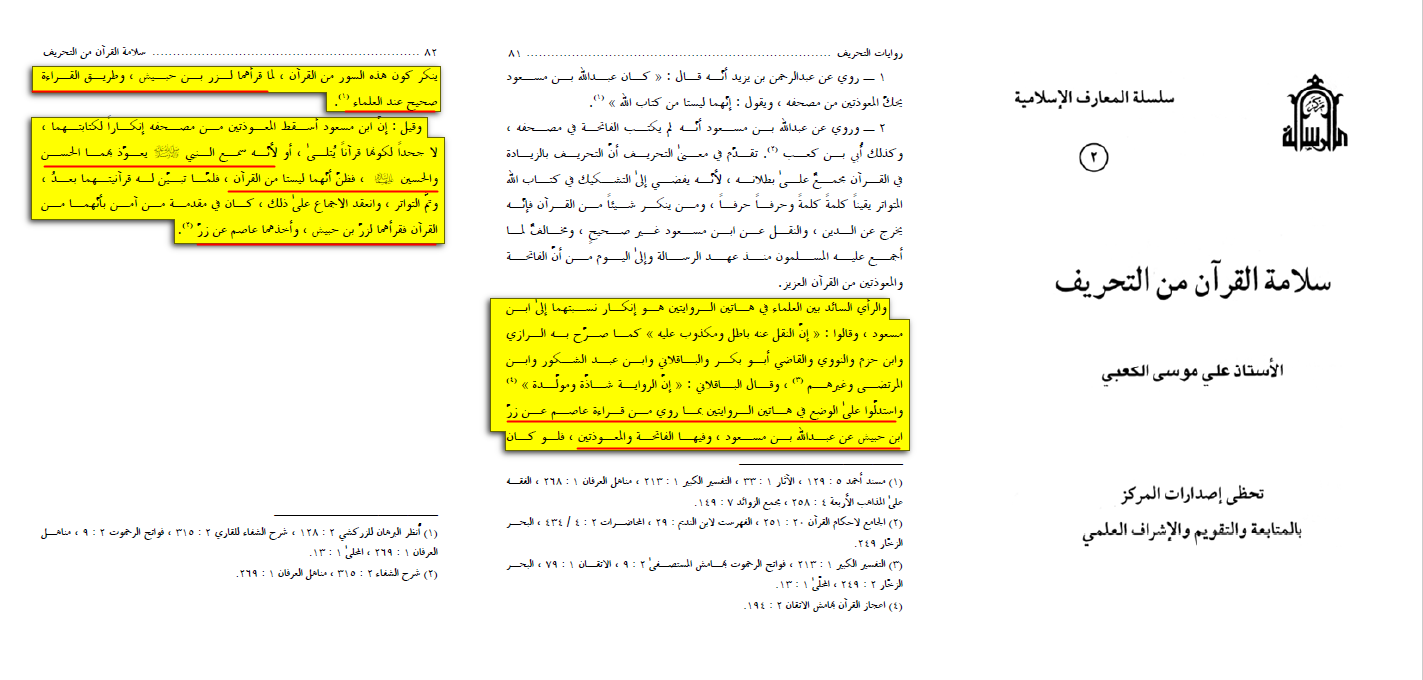 سلسلة المعارف الإسلامية
٢
سلامة القرآن من التحريف
الأستاذ علي موسى الكعبي
تحظى إصدارات المركز
بالمتابعة والتقويم والإشراف العلمي
مركز الرسالة
روايات التحريف ............................................................ ٨١
١ ـ روي عن عبدالرحمن بن يزيد أنّه قال : « كان عبدالله بن مسعود
يحكّ المعوذتين من مصحفه ، ويقول : إنّهما ليستا من كتاب الله » (١).
٢ ـ وروي عن عبدالله بن مسعود أنّه لم يكتب الفاتحة في مصحفه ،
وكذلك أُبي بن كعب (٢). تقدّم في معنىٰ التحريف أنّ التحريف بالزيادة
في القرآن مجمعٌ علىٰ بطلانه ، لأنّه يفضي إلىٰ التشكيك في كتاب الله
المتواتر يقيناً كلمةً كلمةً وحرفاً حرفاً ، ومن ينكر شيئاً من القرآن فإنّه
يخرج عن الدين ، والنقل عن ابن مسعود غير صحيحٍ ، ومخالفٌ لما
أجمع عليه المسلمون منذ عهد الرسالة وإلىٰ اليوم من أنّ الفاتحة
والمعوذتين من القرآن العزيز.
والرأي السائد بين العلماء في هاتين الروايتين هو إنكار نسبتهما إلىٰ ابن
مسعود ، وقالوا : « إنّ النقل عنه باطل ومكذوب عليه » كما صرّح به الرازي
وابن حزم والنووي والقاضي أبو بكر والباقلاني وابن عبد الشكور وابن
المرتضى وغيرهم (٣) ، وقال الباقلاني : « إنّ الرواية شاذّة ومولّدة » (٤)
واستدلّوا علىٰ الوضع في هاتين الروايتين بما روي من قراءة عاصم عن زرّ
ابن حبيش عن عبدالله بن مسعود ، وفيها الفاتحة والمعوذتين ، فلو كان
(١) مسند أحمد ٥ : ١٢٩ ، الآثار ١ : ٣٣ ، التفسير الكبير ١ : ٢١٣ ، مناهل العرفان ١ : ٢٦٨ ، الفقه
علىٰ المذاهب الأربعة ٤ : ٢٥٨ ، مجمع الزوائد ٧ : ١٤٩.
(٢) الجامع لاحكام القرآن ٢٠ : ٢٥١ ، الفهرست لابن النديم : ٢٩ ، المحاضرات ٢ : ٤ / ٤٣٤ ، البحر
الزخّار ٢٤٩.
(٣) التفسير الكبير ١ : ٢١٣ ، فواتح الرحموت بهامش المستصفىٰ ٢ : ٩ ، الاتقان ١ : ٧٩ ، البحر
الزخّار ٢ : ٢٤٩ ، المحلّىٰ ١ : ١٣.
(٤) اعجاز القرآن بهامش الاتقان ٢ : ١٩٤.
٨٢ ............................................................ سلامة القرآن من التحريف
ينكر كون هذه السور من القرآن ، لما قرأهما لزر بن حبيش ، وطريق القراءة
صحيح عند العلماء (١).
وقيل : إنّ ابن مسعود أسقط المعوذتين من مصحفه إنكاراً لكتابتهما ،
لا جحداً لكونها قرآناً يُتلىٰ ، أو لأنّه سمع النبي ﷺ يعوّذ بهما الحسن
والحسين ، فظنّ أنّهما ليستا من القرآن ، فلمّا تبيّن له قرآنيتهما بعدُ ،
وتمّ التواتر ، وانعقد الاجماع علىٰ ذلك ، كان في مقدمة من آمن بأنّهما من
القرآن فقرأهما لزرّ بن حبيش ، وأخذهما عاصم عن زرّ (٢).
(١) اُنظر البرهان للزركشي ٢ : ١٢٨ ، شرح الشفاء للقاري ٢ : ٣١٥ ، فواتح الرحموت ٢ : ٩ ، مناهل
العرفان ١ : ٢٦٩ ، المحلىٰ ١ : ١٣.
(٢) شرح الشفاء ٢ : ٣١٥ ، مناهل العرفان ١ : ٢٦٩.